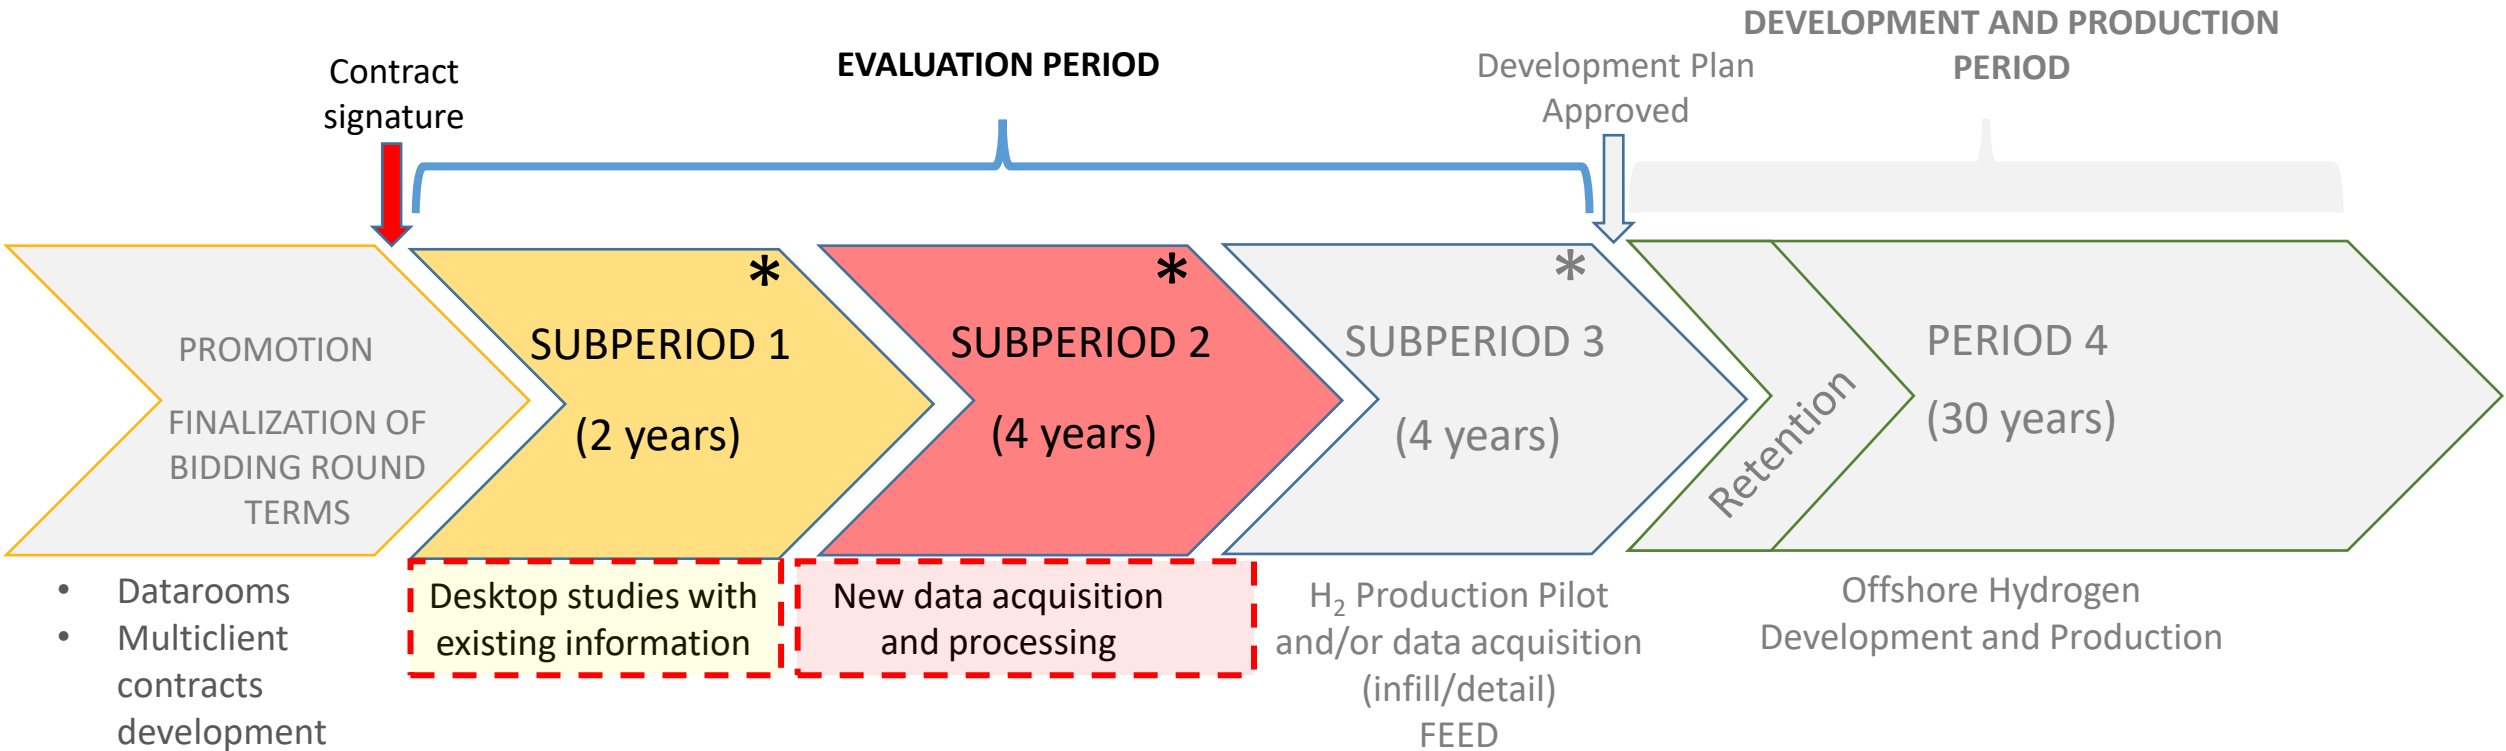 DEVELOPMENT AND PRODUCTION
PERIOD
EVALUATION PERIOD
Contract
signature
Development Plan
Approved
PROMOTION
FINALIZATION OF
BIDDING ROUND
TERMS
*
SUBPERIOD 1
(2 years)
*
SUBPERIOD 2
(4 years)
*
SUBPERIOD 3
(4 years)
Retention
PERIOD 4
(30 years)
• Datarooms
• Multiclient
contracts
development
Desktop studies with
existing information
New data acquisition
and processing
H₂ Production Pilot
and/or data acquisition
(infill/detail)
FEED
Offshore Hydrogen
Development and Production